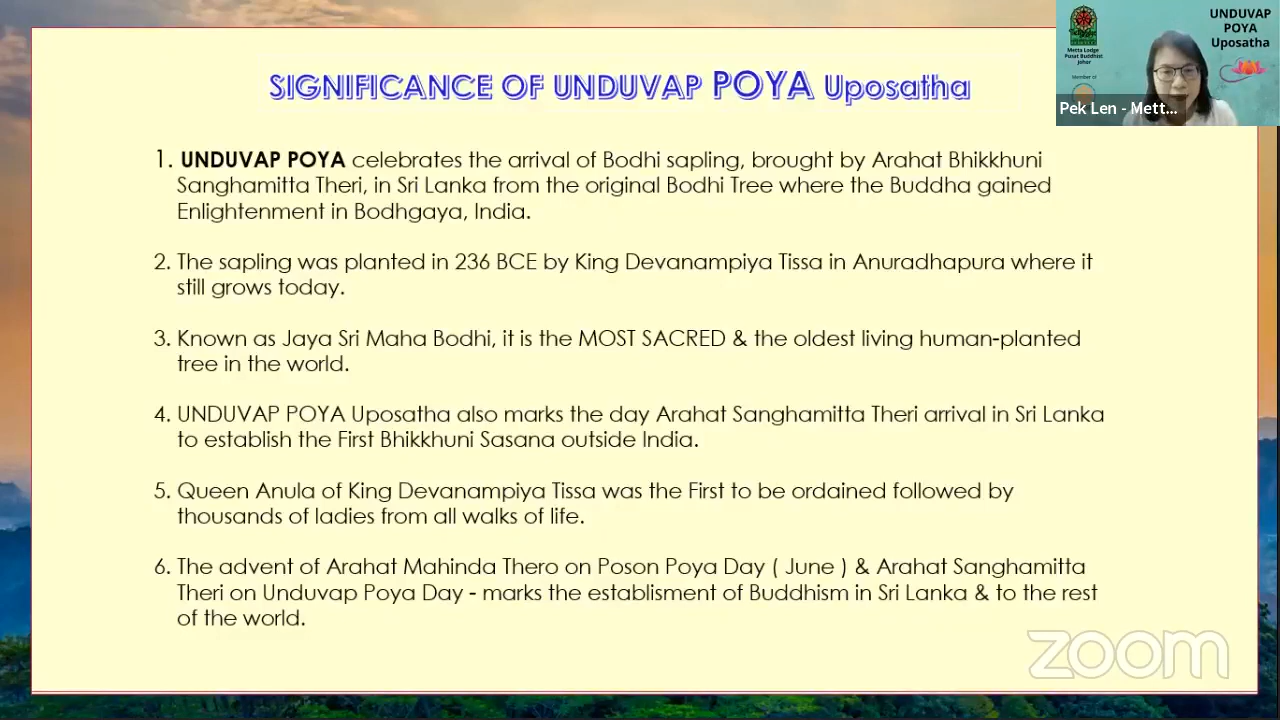 SIGNIFICANCE OF UNDUVAP POYA Uposatha
1. UNDUVAP POYA celebrates the arrival of Bodhi sapling, brought by Arahat Bhikkhuni
Sanghamitta Theri, in Sri Lanka from the original Bodhi Tree where the Buddha gained
Enlightenment in Bodhgaya, India.
2. The sapling was planted in 236 BCE by King Devanampiya Tissa in Anuradhapura where it
still grows today.
3. Known as Jaya Sri Maha Bodhi, it is the MOST SACRED & the oldest living human-planted
tree in the world.
4. UNDUVAP POYA Uposatha also marks the day Arahat Sanghamitta Theri arrival in Sri Lanka
to establish the First Bhikkhuni Sasana outside India.
5. Queen Anula of King Devanampiya Tissa was the First to be ordained followed by
thousands of ladies from all walks of life.
6. The advent of Arahat Mahinda Thero on Poson Poya Day ( June ) & Arahat Sanghamitta
Theri on Unduvap Poya Day - marks the establisment of Buddhism in Sri Lanka & to the rest
of the world.
Metta Lodge
Pusat Buddhist
Johor
Member of
UNDUVAP
POYA
Uposatha
Pek Len - Mett...
zoom